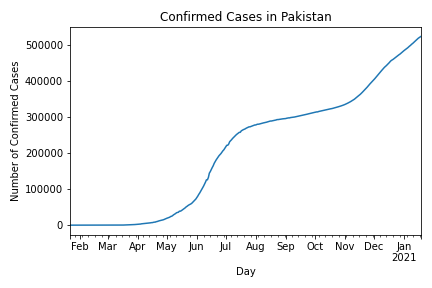 Confirmed Cases in Pakistan
Number of Confirmed Cases
500000
400000
300000
200000
100000
0
Feb Mar Apr May Jun Jul Aug Sep Oct Nov Dec Jan
2021
Day